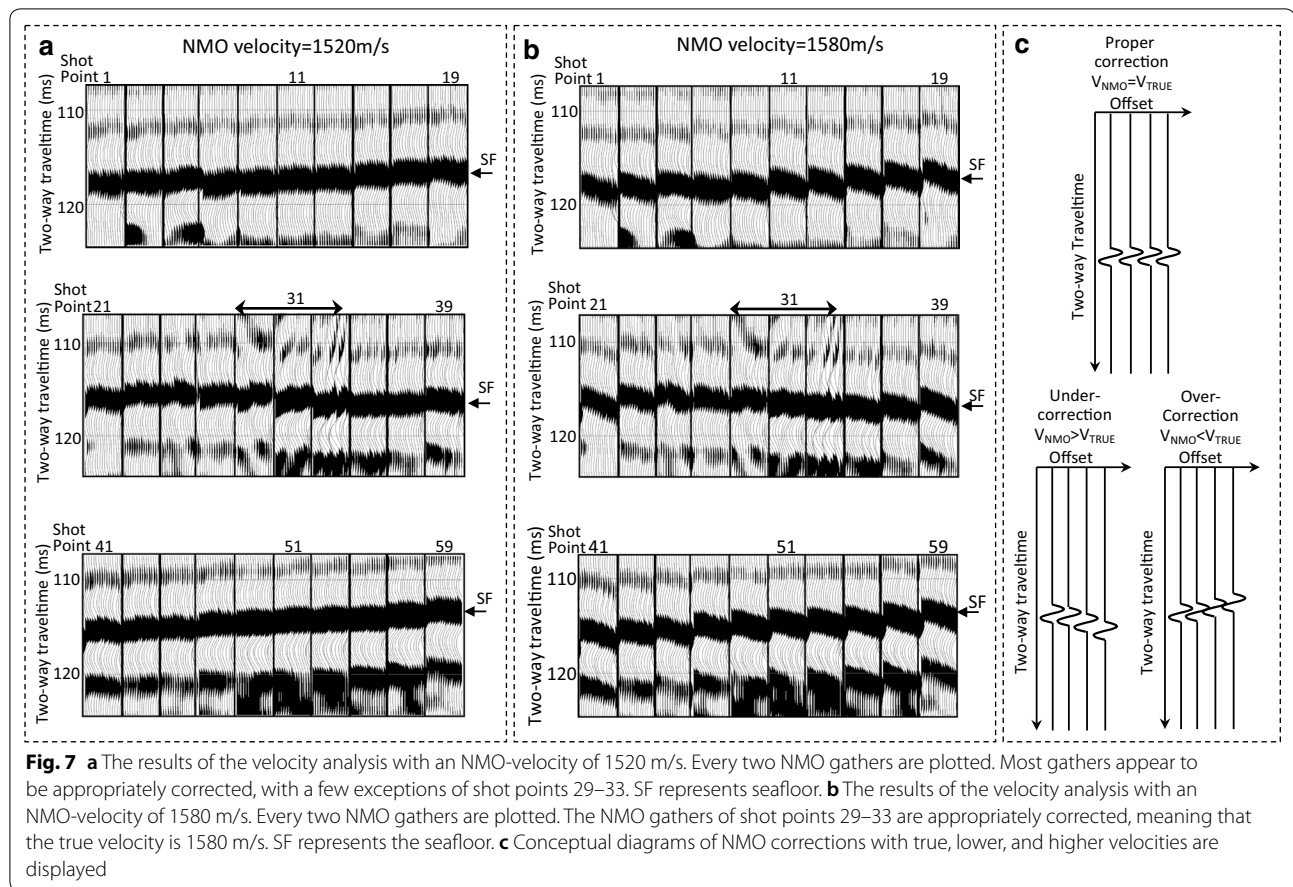 a
NMO velocity=1520m/s
Shot
Point 1 11 19
Two-way traveltime (ms)
110
120
SF
Shot
Point
21 31 39
Two-way traveltime (ms)
110
120
SF
Shot
Point
41 51 59
Two-way traveltime (ms)
110
120
SF
b
NMO velocity=1580m/s
Shot
Point 1 11 19
Two-way traveltime (ms)
110
120
SF
Shot
Point
21 31 39
Two-way traveltime (ms)
110
120
SF
Shot
Point
41 51 59
Two-way traveltime (ms)
110
120
SF
c
Proper
correction
VNMO=VTRUE
Offset
Two-way Traveltime
Under-
correction
VNMO>VTRUE
Offset
Two-way traveltime
Over-
Correction
VNMO<VTRUE
Offset
Two-way traveltime
Fig. 7 a The results of the velocity analysis with an NMO-velocity of 1520 m/s. Every two NMO gathers are plotted. Most gathers appear to
be appropriately corrected, with a few exceptions of shot points 29–33. SF represents seafloor. b The results of the velocity analysis with an
NMO-velocity of 1580 m/s. Every two NMO gathers are plotted. The NMO gathers of shot points 29–33 are appropriately corrected, meaning that
the true velocity is 1580 m/s. SF represents the seafloor. c Conceptual diagrams of NMO corrections with true, lower, and higher velocities are
displayed